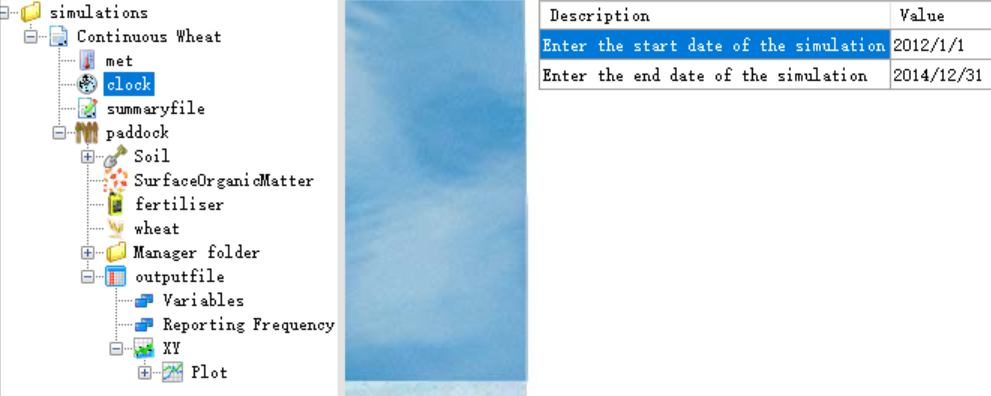 simulations
Continuous Wheat
met
clock
summaryfile
paddock
Soil
SurfaceOrganicMatter
fertiliser
wheat
Manager folder
outputfile
Variables
Reporting Frequency
XY
Plot
Description Value
Enter the start date of the simulation 2012/1/1
Enter the end date of the simulation 2014/12/31